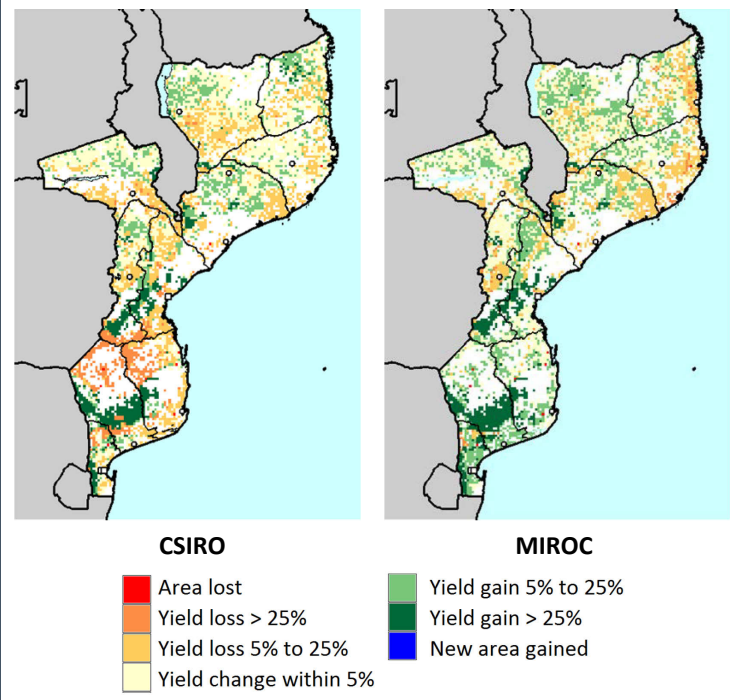 CSIRO
MIROC
Area lost
Yield loss > 25%
Yield loss 5% to 25%
Yield change within 5%
Yield gain 5% to 25%
Yield gain > 25%
New area gained